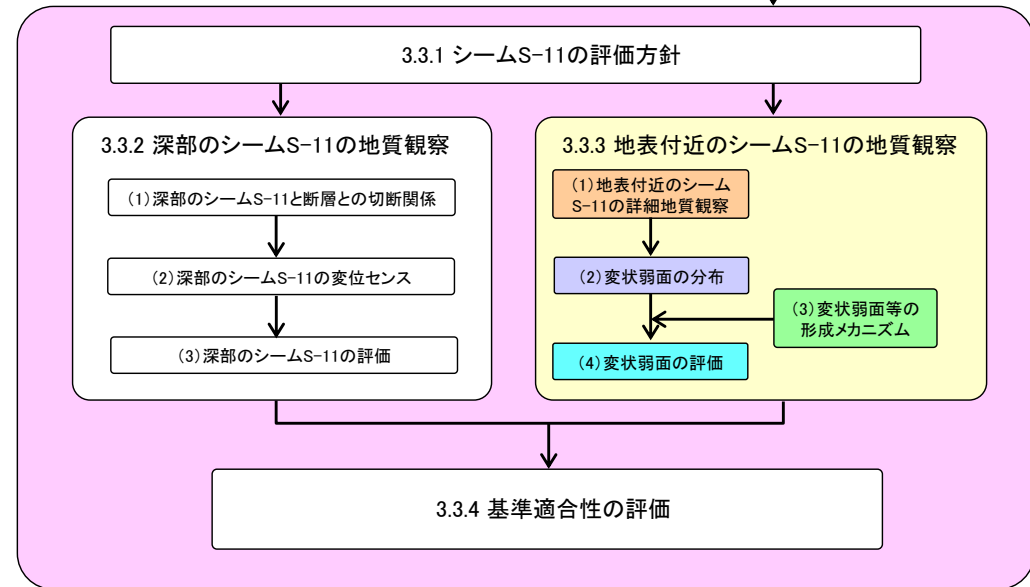 3.3.1 シームS-11の評価方針
3.3.2 深部のシームS-11の地質観察
(1)深部のシームS-11と断層との切断関係
(2)深部のシームS-11の変位センス
(3)深部のシームS-11の評価
3.3.3 地表付近のシームS-11の地質観察
(1)地表付近のシーム
S-11の詳細地質観察
(2)変状弱面の分布
(3)変状弱面等の
形成メカニズム
(4)変状弱面の評価
3.3.4 基準適合性の評価